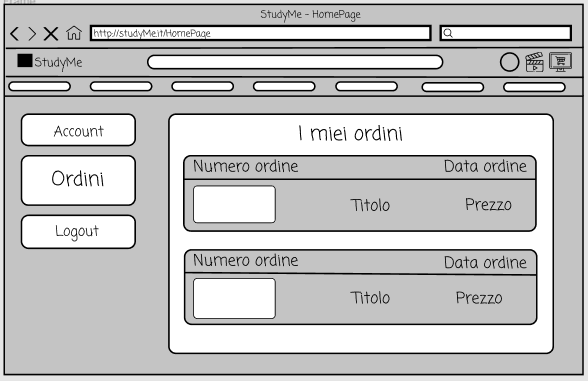 StudyMe - HomePage
http://studyMe.it/HomePage
StudyMe
Account
Ordini
Logout
I miei ordini
Numero ordine Data ordine
Titolo Prezzo
Numero ordine Data ordine
Titolo Prezzo